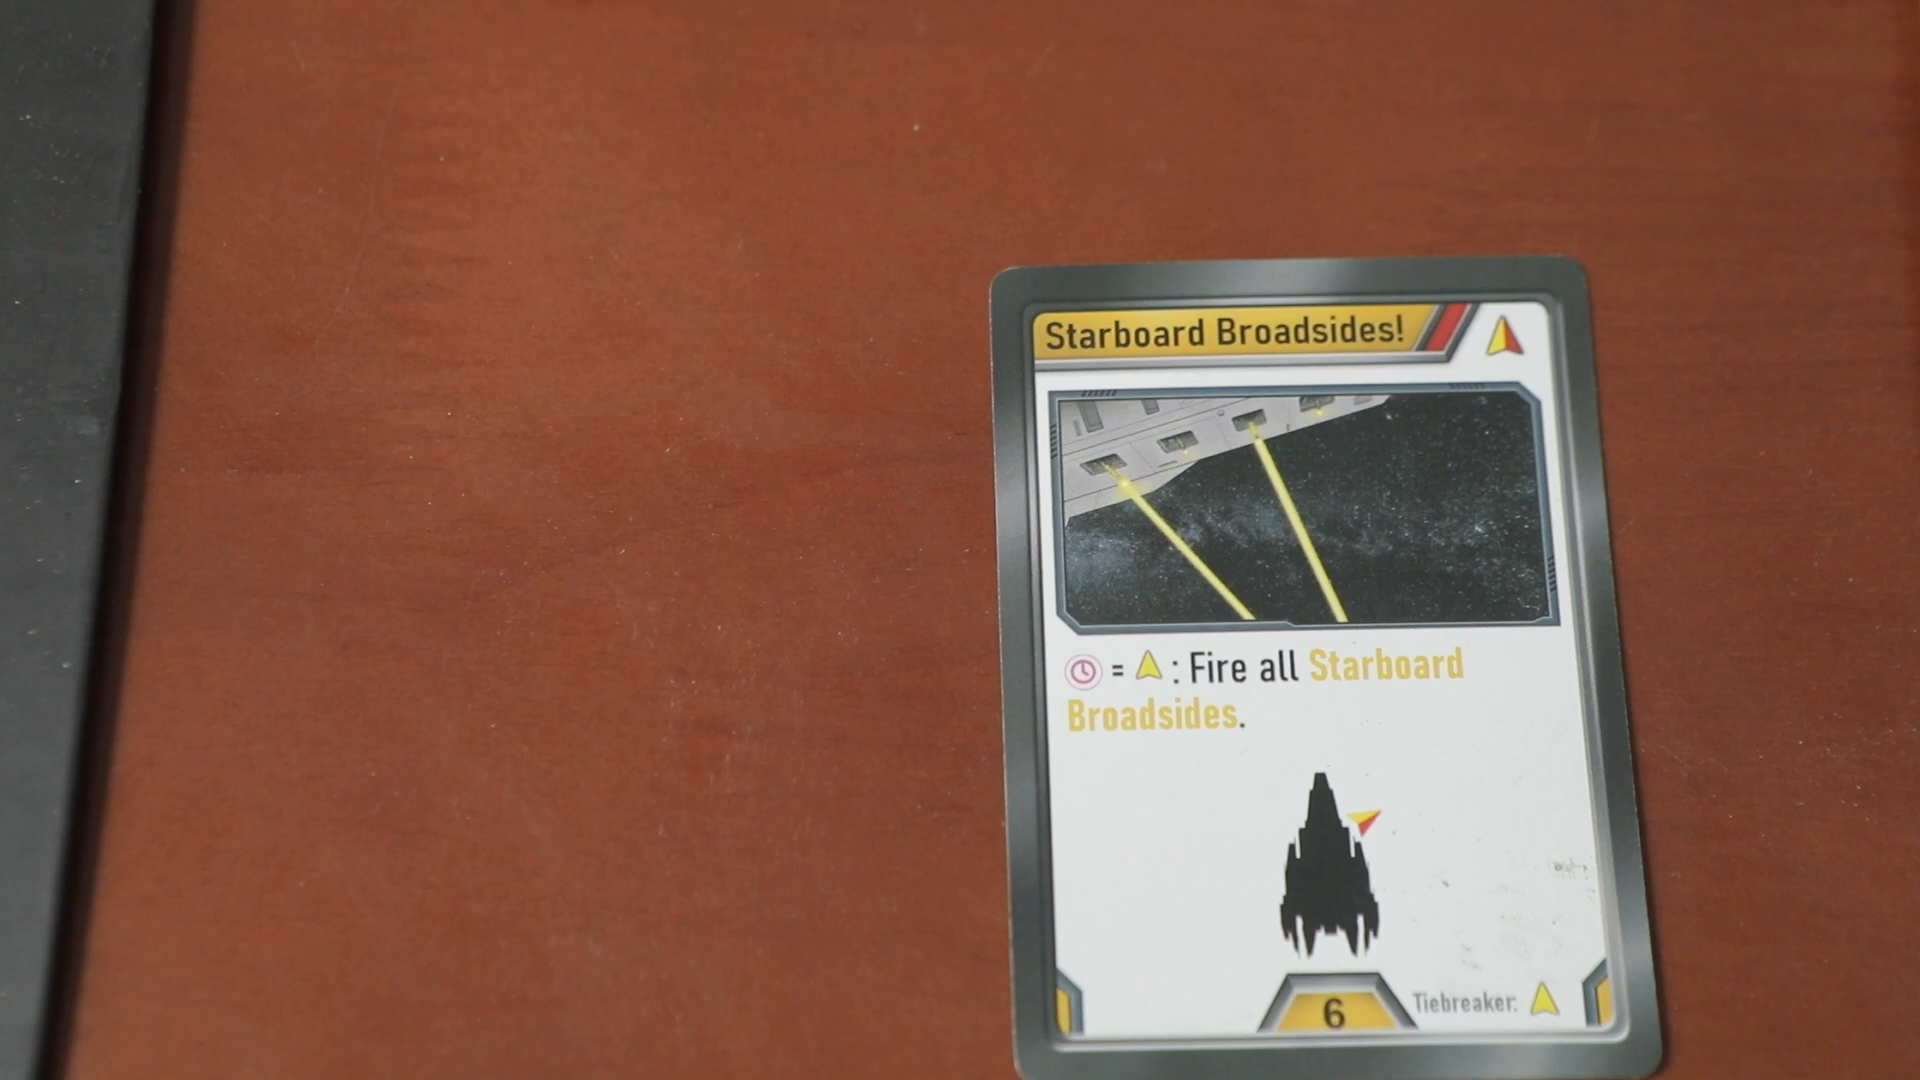 Starboard Broadsides!
= : Fire all Starboard
Broadsides.
6
Tiebreaker: